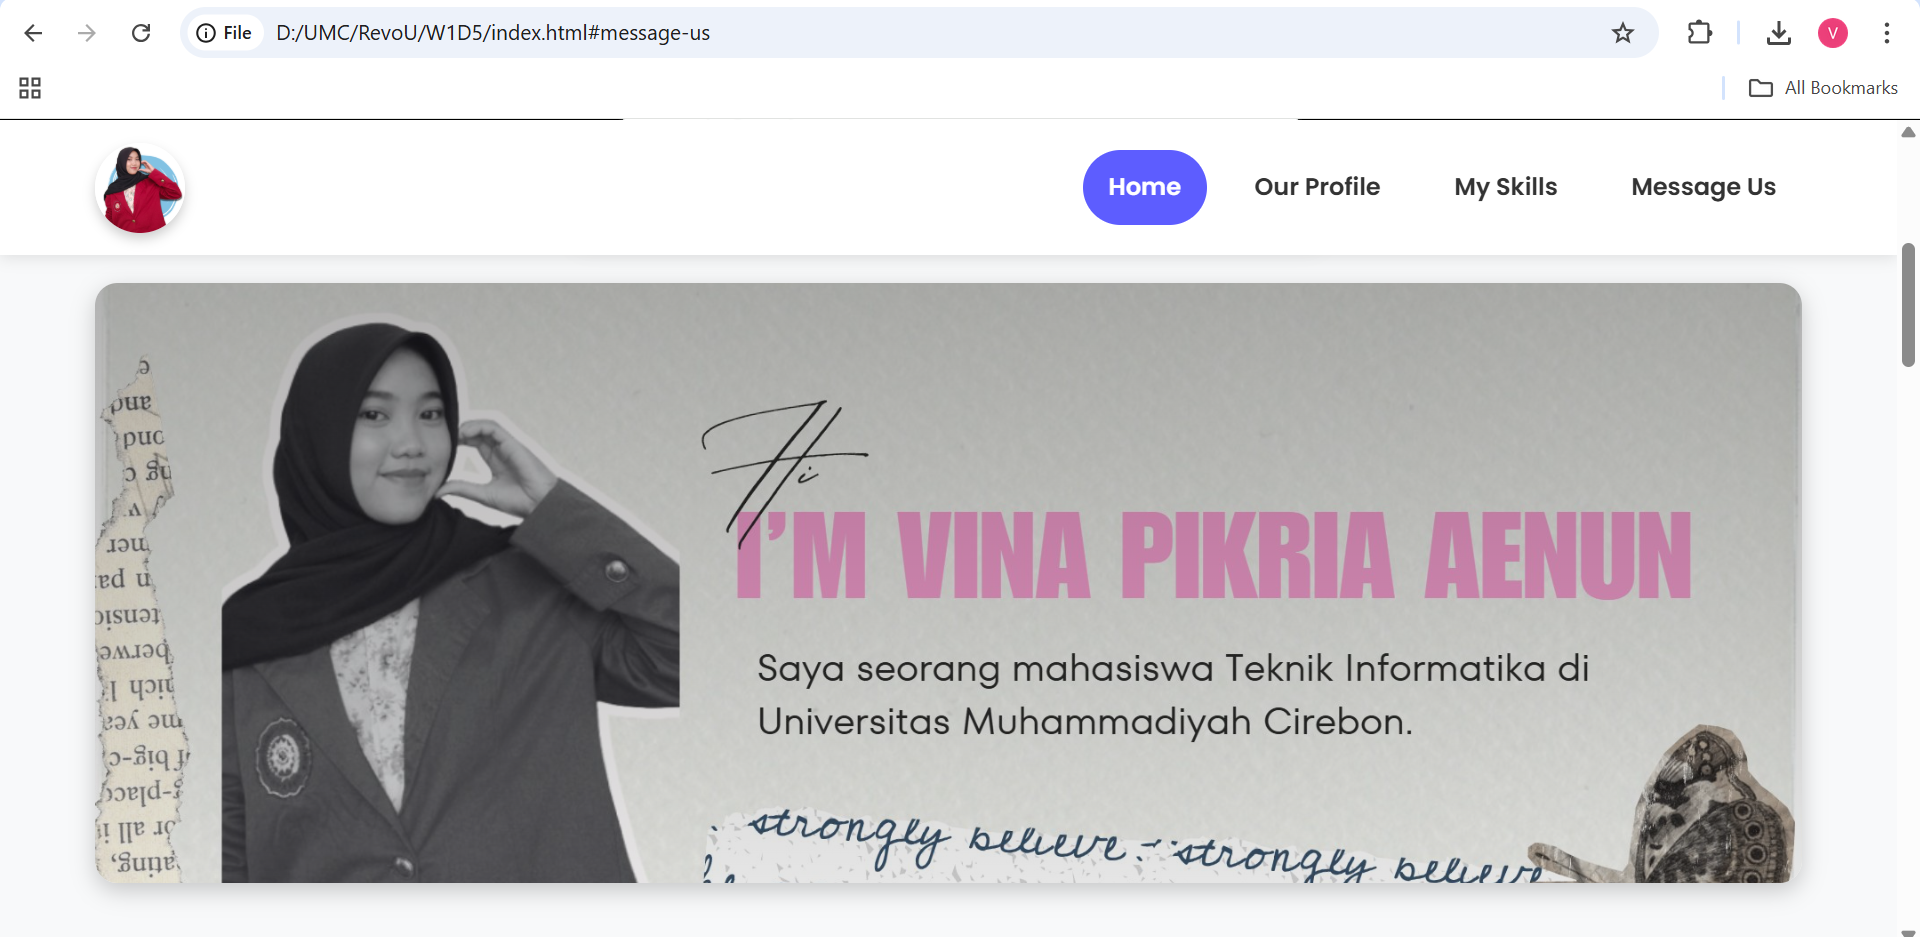 File
D:/UMC/RevoU/W1D5/index.html#message-us
V
All Bookmarks
Home
Our Profile
My Skills
Message Us
Hi
I'M VINA PIKRIA AENUN
Saya seorang mahasiswa Teknik Informatika di
Universitas Muhammadiyah Cirebon.
strongly believe - strongly believe